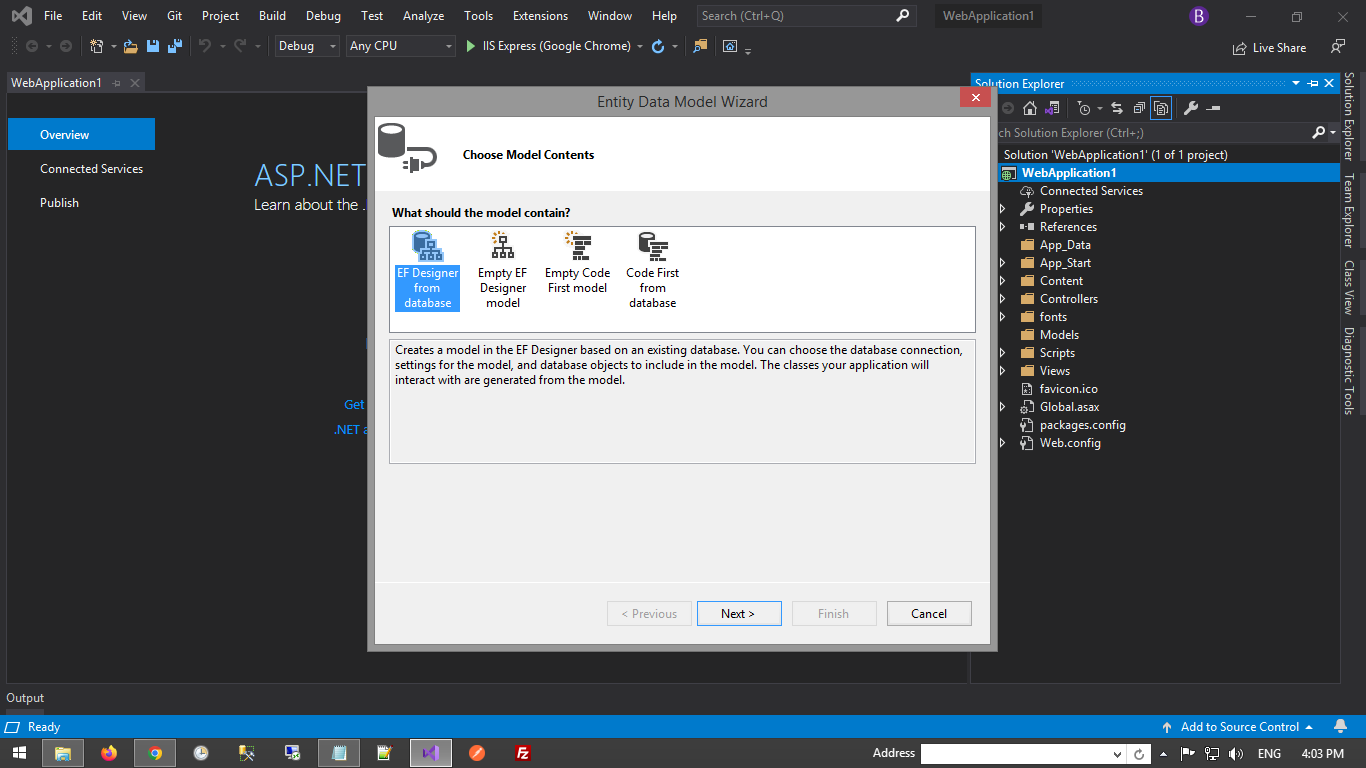 File Edit View Git Project Build Debug Test Analyze Tools Extensions Window Help Search (Ctrl+Q) WebApplication1 B
Debug Any CPU IIS Express (Google Chrome) Live Share
WebApplication1
Overview
Connected Services
Publish
ASP.NET
Learn about the .
Get
.NET
Entity Data Model Wizard
Choose Model Contents
What should the model contain?
EF Designer
from
database
Empty EF
Designer
model
Empty Code
First model
Code First
from
database
Creates a model in the EF Designer based on an existing database. You can choose the database connection,
settings for the model, and database objects to include in the model. The classes your application will
interact with are generated from the model.
< Previous Next > Finish Cancel
Solution Explorer
ch Solution Explorer (Ctrl+;)
Solution 'WebApplication1' (1 of 1 project)
WebApplication1
Connected Services
Properties
References
App_Data
App_Start
Content
Controllers
fonts
Models
Scripts
Views
favicon.ico
Global.asax
packages.config
Web.config
Solution Explorer
Team Explorer
Class View
Diagnostic Tools
Output
Ready Add to Source Control
Address ENG 4:03 PM